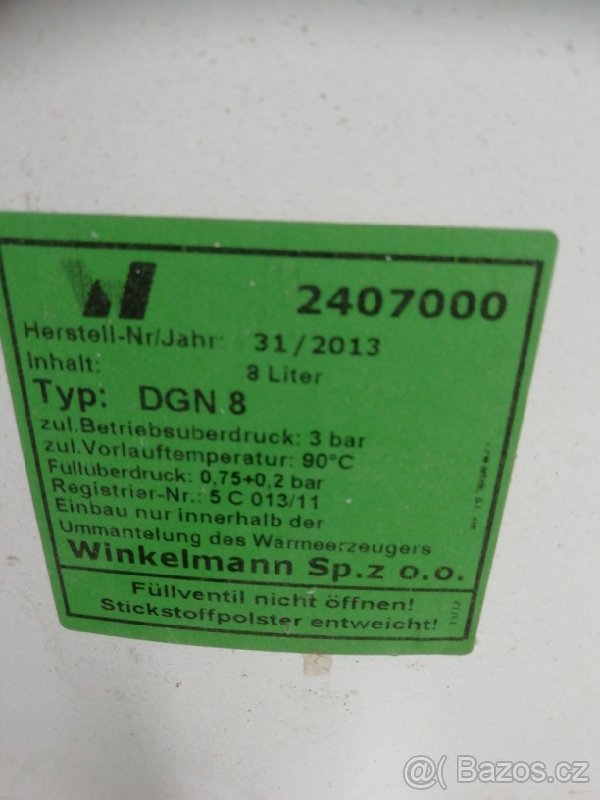 W
2407000
Herstell-Nr/Jahr: 31/2013
Inhalt: 8 Liter
Typ: DGN 8
zul.Betriebsüberdruck: 3 bar
zul.Vorlauftemperatur: 90°C
Füllüberdruck: 0,75+0,2 bar
Registrier-Nr.: 5 C 013/11
Einbau nur innerhalb der
Ummantelung des Wärmeerzeugers
Winkelmann Sp.z o.o.
Füllventil nicht öffnen!
Stickstoffpolster entweicht!
@( Bazos.cz